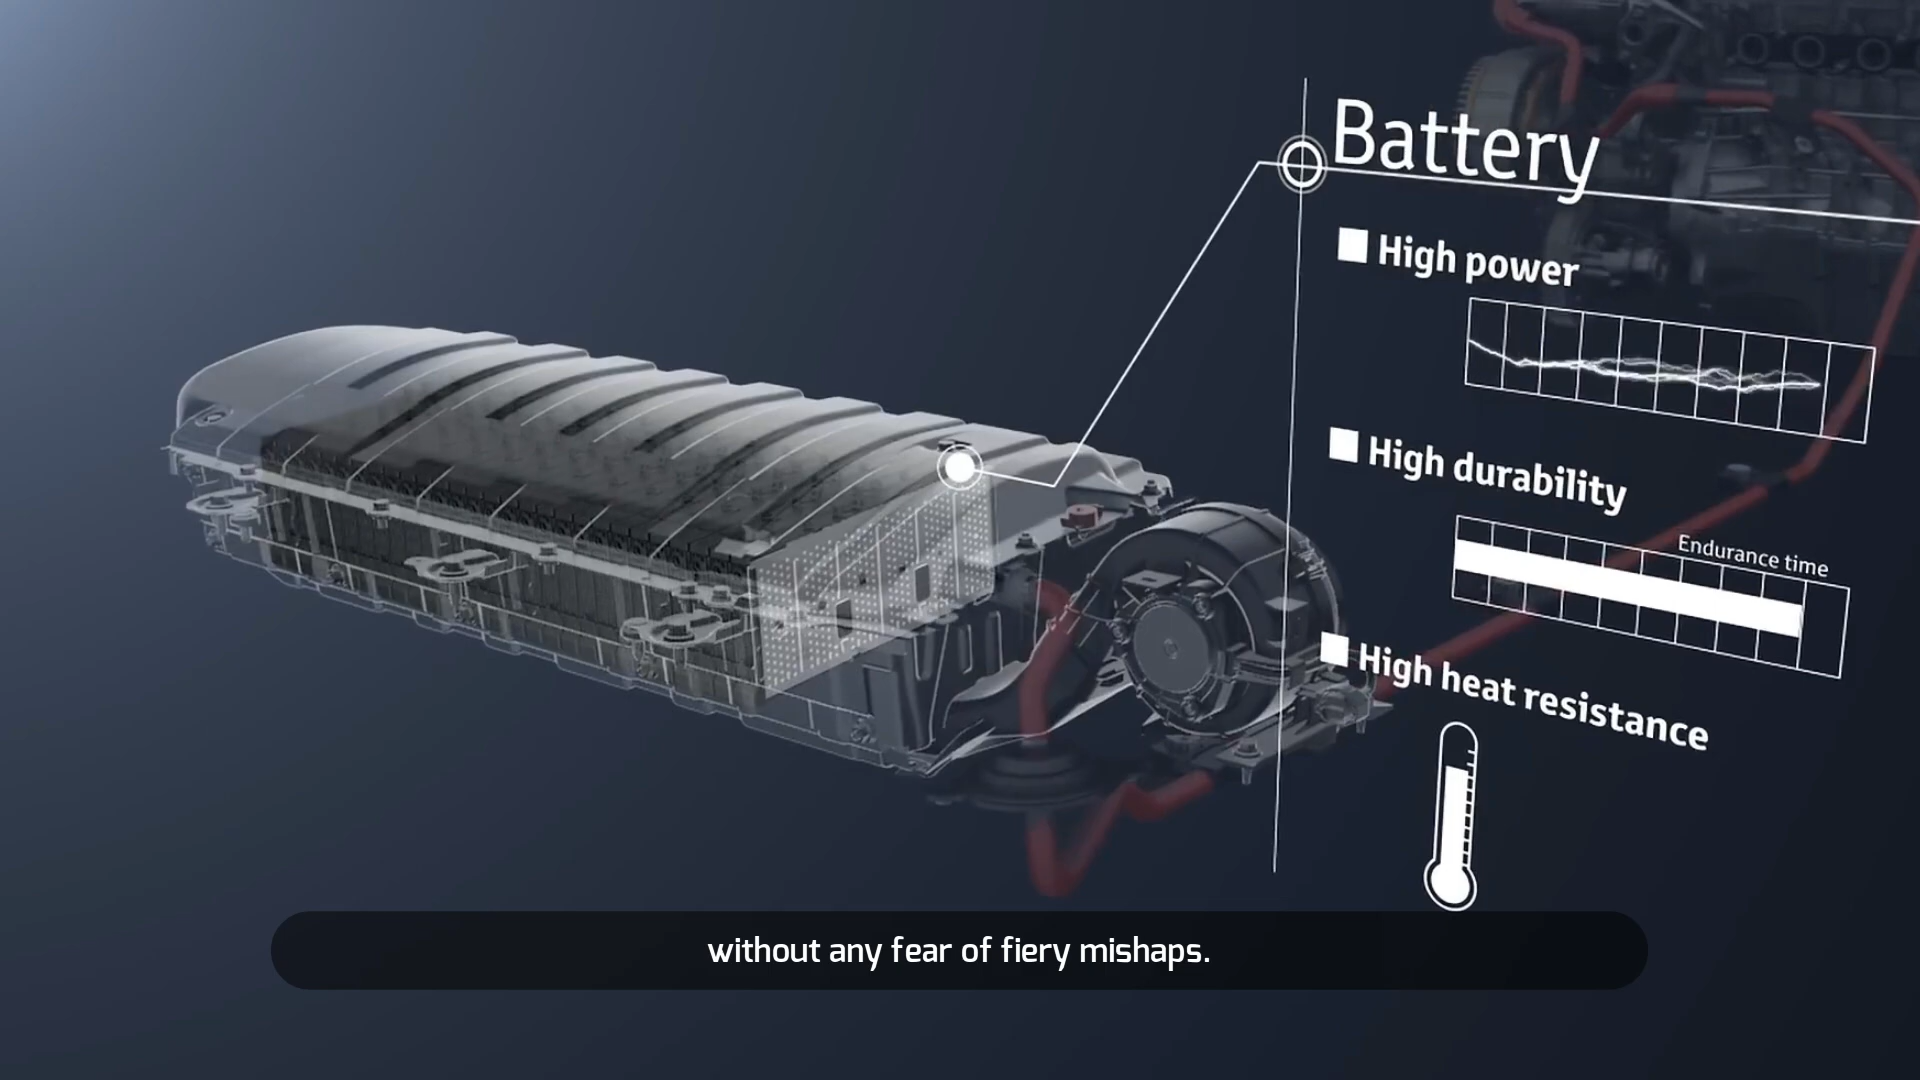 Battery
High power
High durability
Endurance time
High heat resistance
without any fear of fiery mishaps.